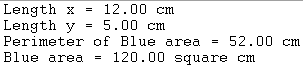 Length x = 12.00 cm
Length y = 5.00 cm
Perimeter of Blue area = 52.00 cm
Blue area = 120.00 square cm